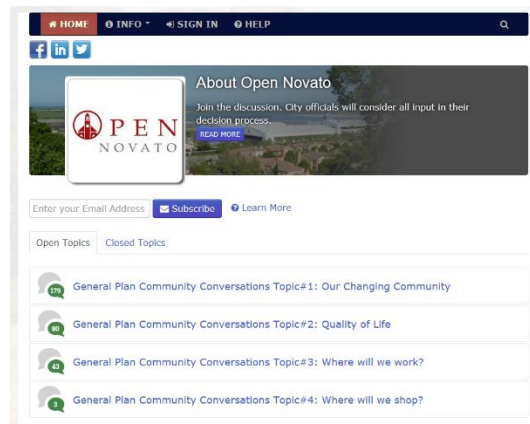 HOME INFO SIGN IN HELP
About Open Novato
Join the discussion. City officials will consider all input in their
decision process.
READ MORE
OPEN
NOVATO
Enter your Email Address Subscribe Learn More
Open Topics Closed Topics
179 General Plan Community Conversations Topic#1: Our Changing Community
80 General Plan Community Conversations Topic#2: Quality of Life
43 General Plan Community Conversations Topic#3: Where will we work?
3 General Plan Community Conversations Topic#4: Where will we shop?